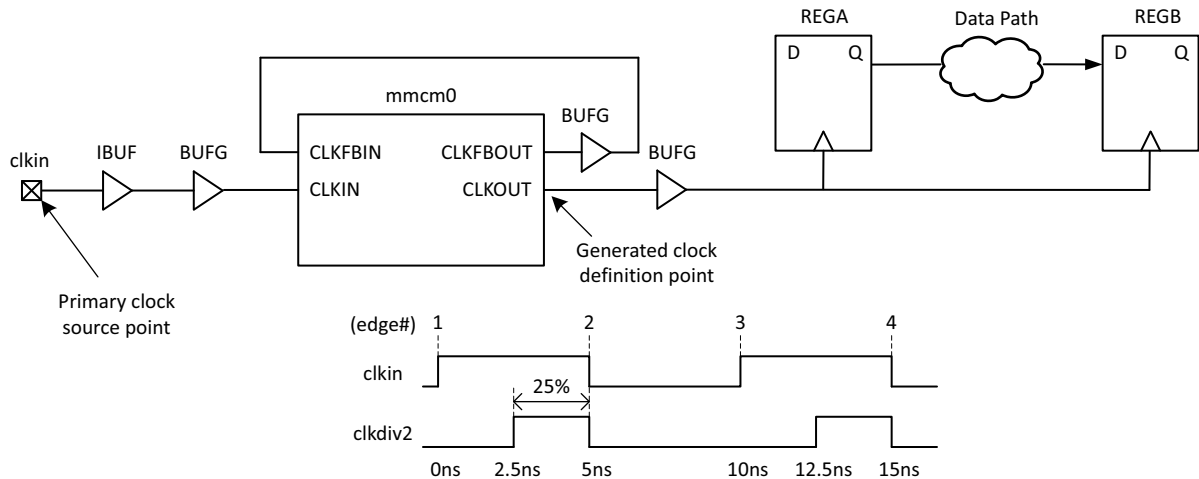 REGA
Data Path
REGB
D Q
D Q
mmcm0
BUFG
BUFG
clkin
IBUF
BUFG
CLKFBIN
CLKFBOUT
CLKIN
CLKOUT
Primary clock
source point
Generated clock
definition point
(edge#) 1 2 3 4
clkin
25%
clkdiv2
0ns 2.5ns 5ns 10ns 12.5ns 15ns